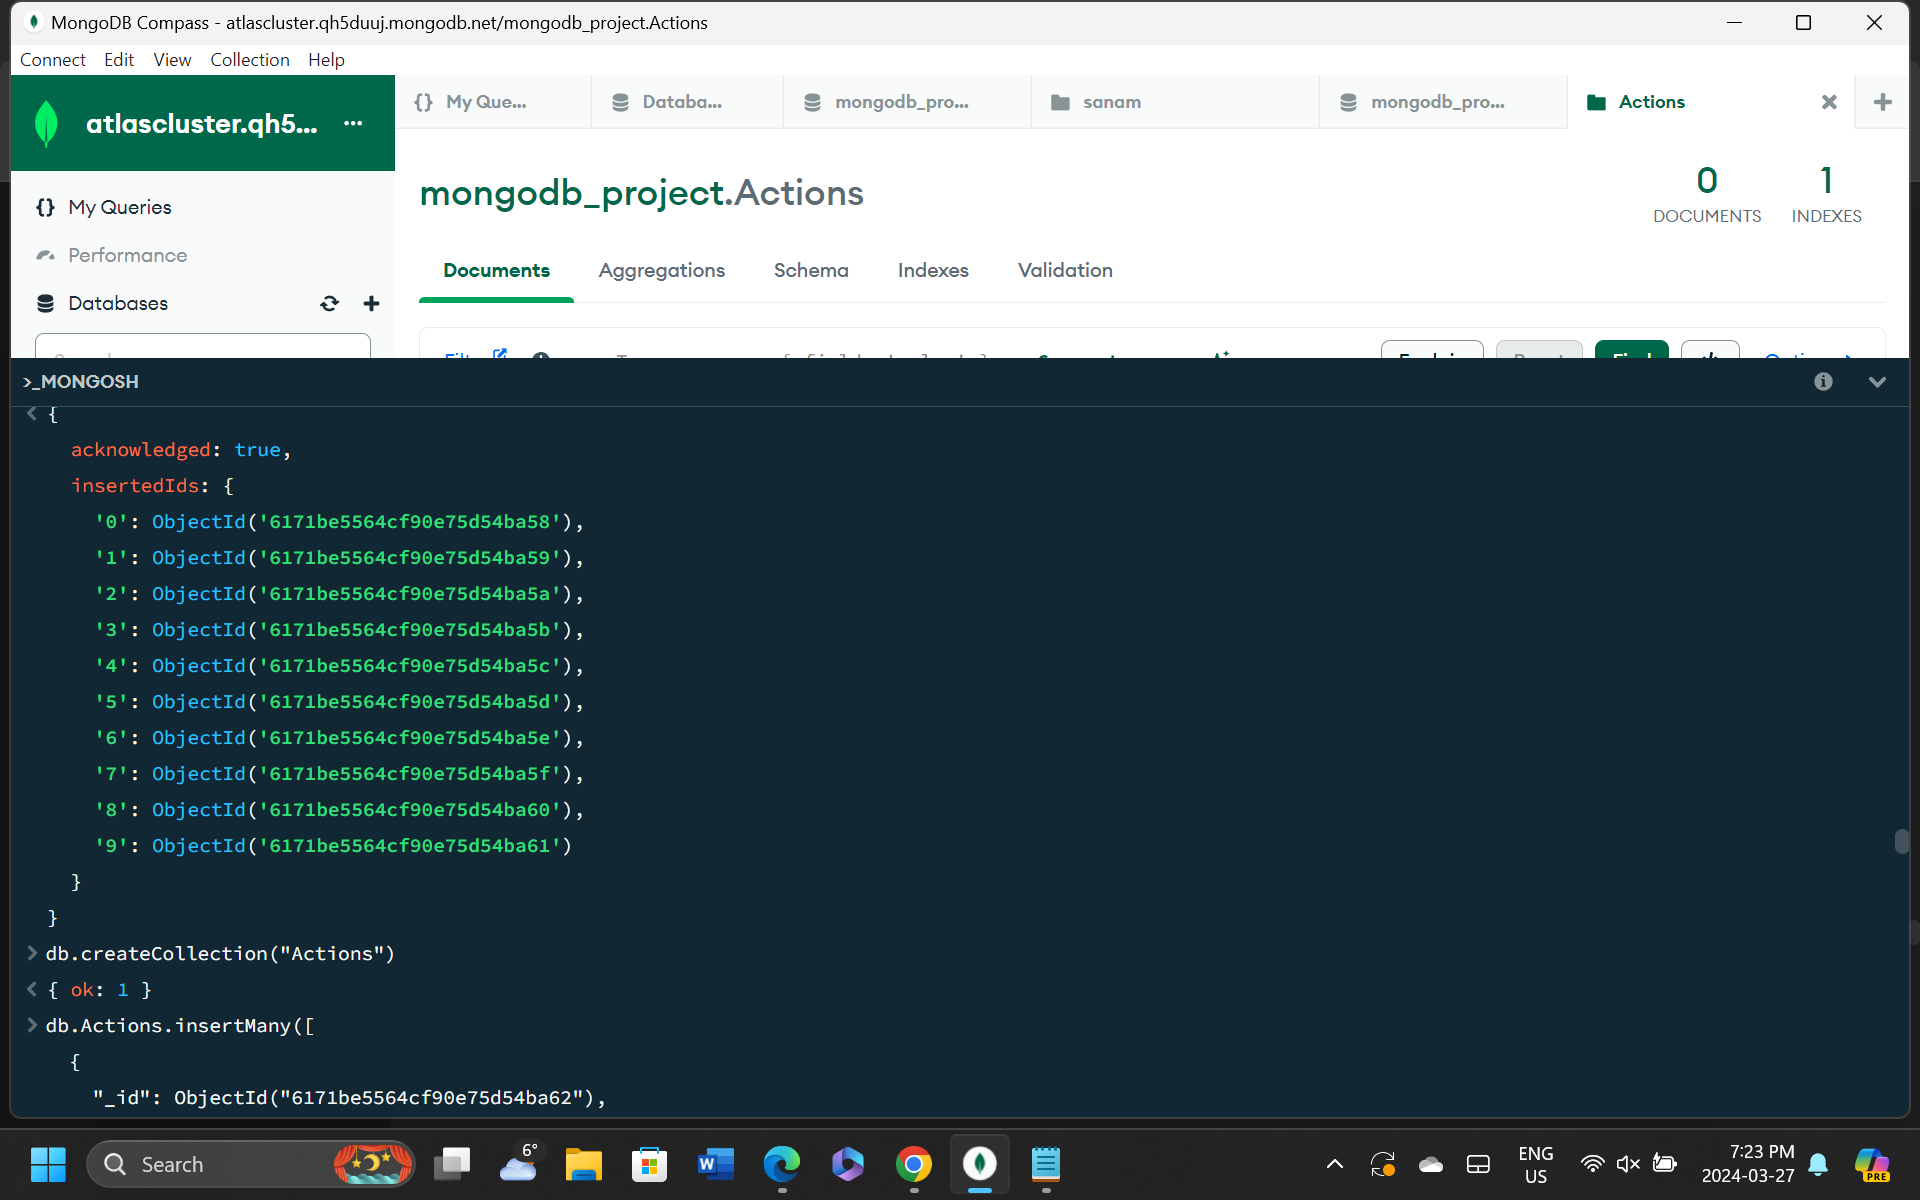 MongoDB Compass - atlascluster.qh5duuj.mongodb.net/mongodb_project.Actions
Connect Edit View Collection Help
atlascluster.qh5...
{} My Que...
Databa...
mongodb_pro...
sanam
mongodb_pro...
Actions
{} My Queries
Performance
Databases
mongodb_project.Actions
0
DOCUMENTS
1
INDEXES
Documents Aggregations Schema Indexes Validation
>_MONGOSH
{
acknowledged: true,
insertedIds: {
'0': ObjectId('6171be5564cf90e75d54ba58'),
'1': ObjectId('6171be5564cf90e75d54ba59'),
'2': ObjectId('6171be5564cf90e75d54ba5a'),
'3': ObjectId('6171be5564cf90e75d54ba5b'),
'4': ObjectId('6171be5564cf90e75d54ba5c'),
'5': ObjectId('6171be5564cf90e75d54ba5d'),
'6': ObjectId('6171be5564cf90e75d54ba5e'),
'7': ObjectId('6171be5564cf90e75d54ba5f'),
'8': ObjectId('6171be5564cf90e75d54ba60'),
'9': ObjectId('6171be5564cf90e75d54ba61')
}
}
> db.createCollection("Actions")
< { ok: 1 }
> db.Actions.insertMany([
{
"_id": ObjectId("6171be5564cf90e75d54ba62"),
Search
6°
ENG
US
7:23 PM
2024-03-27
PRE